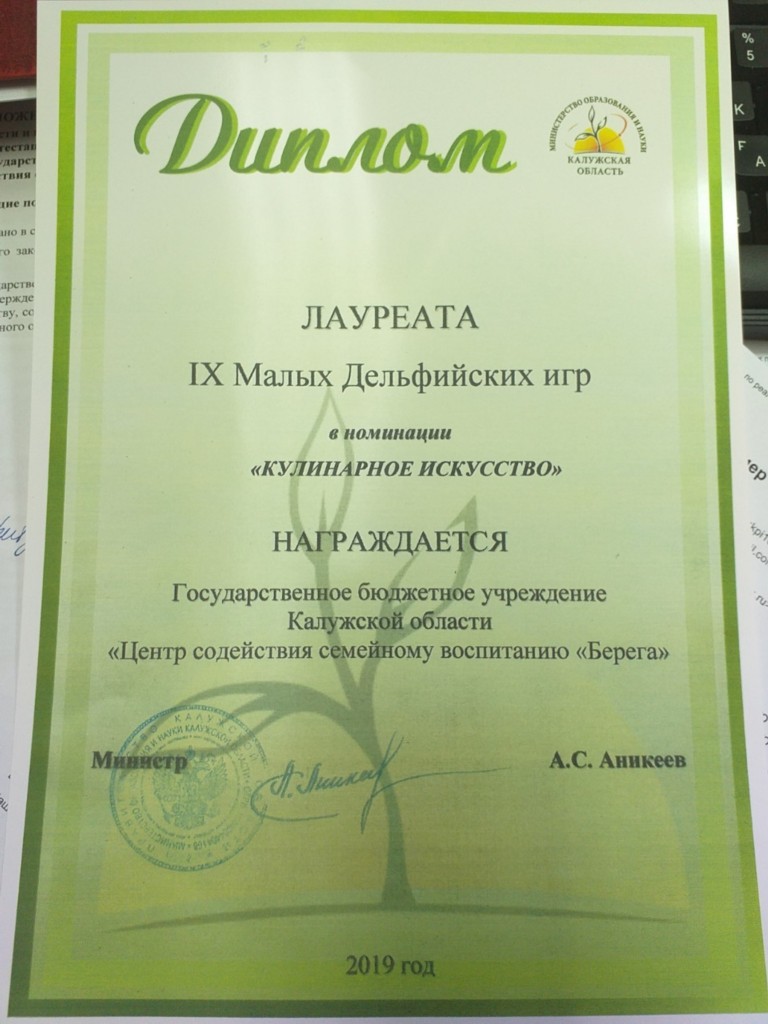 Диплом
МИНИСТЕРСТВО ОБРАЗОВАНИЯ И НАУКИ
КАЛУЖСКАЯ
ОБЛАСТЬ
ЛАУРЕАТА
IX Малых Дельфийских игр
в номинации
«КУЛИНАРНОЕ ИСКУССТВО»
НАГРАЖДАЕТСЯ
Государственное бюджетное учреждение
Калужской области
«Центр содействия семейному воспитанию «Берега»
Министр
А.С. Аникеев
2019 год
%
5
K
F
A